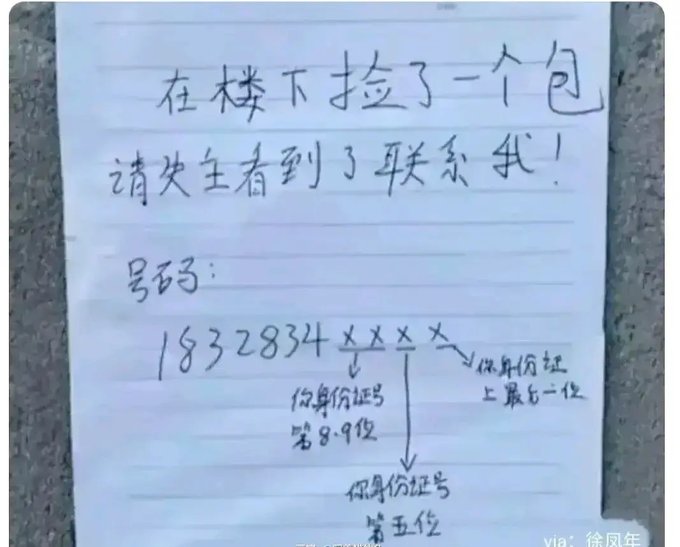 在楼下捡了一个包
请失主看到了联系我!
号码:
1832834××××
你身份证号
第8.9位
你身份证号
第五位
你身份证
上最后一位
via: 徐凤年